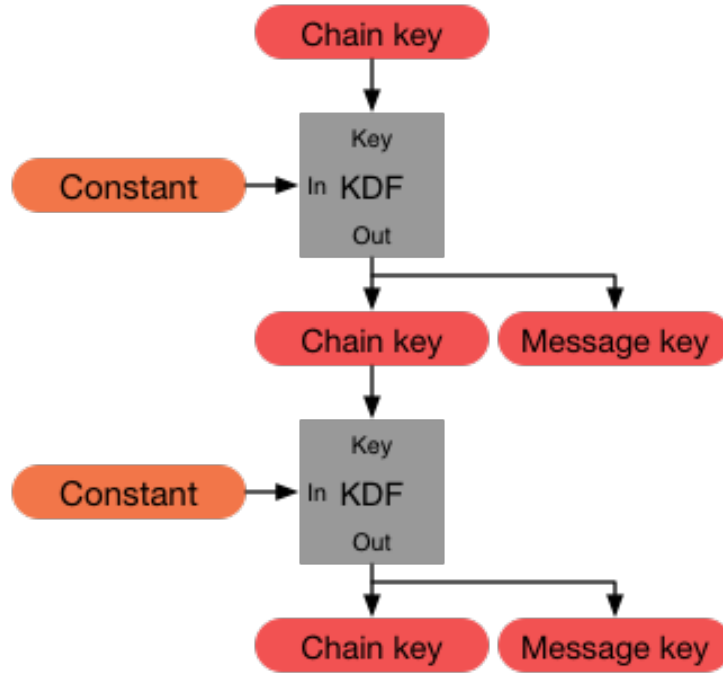 Chain key
Key
Constant
In KDF
Out
Chain key
Message key
Key
Constant
In KDF
Out
Chain key
Message key